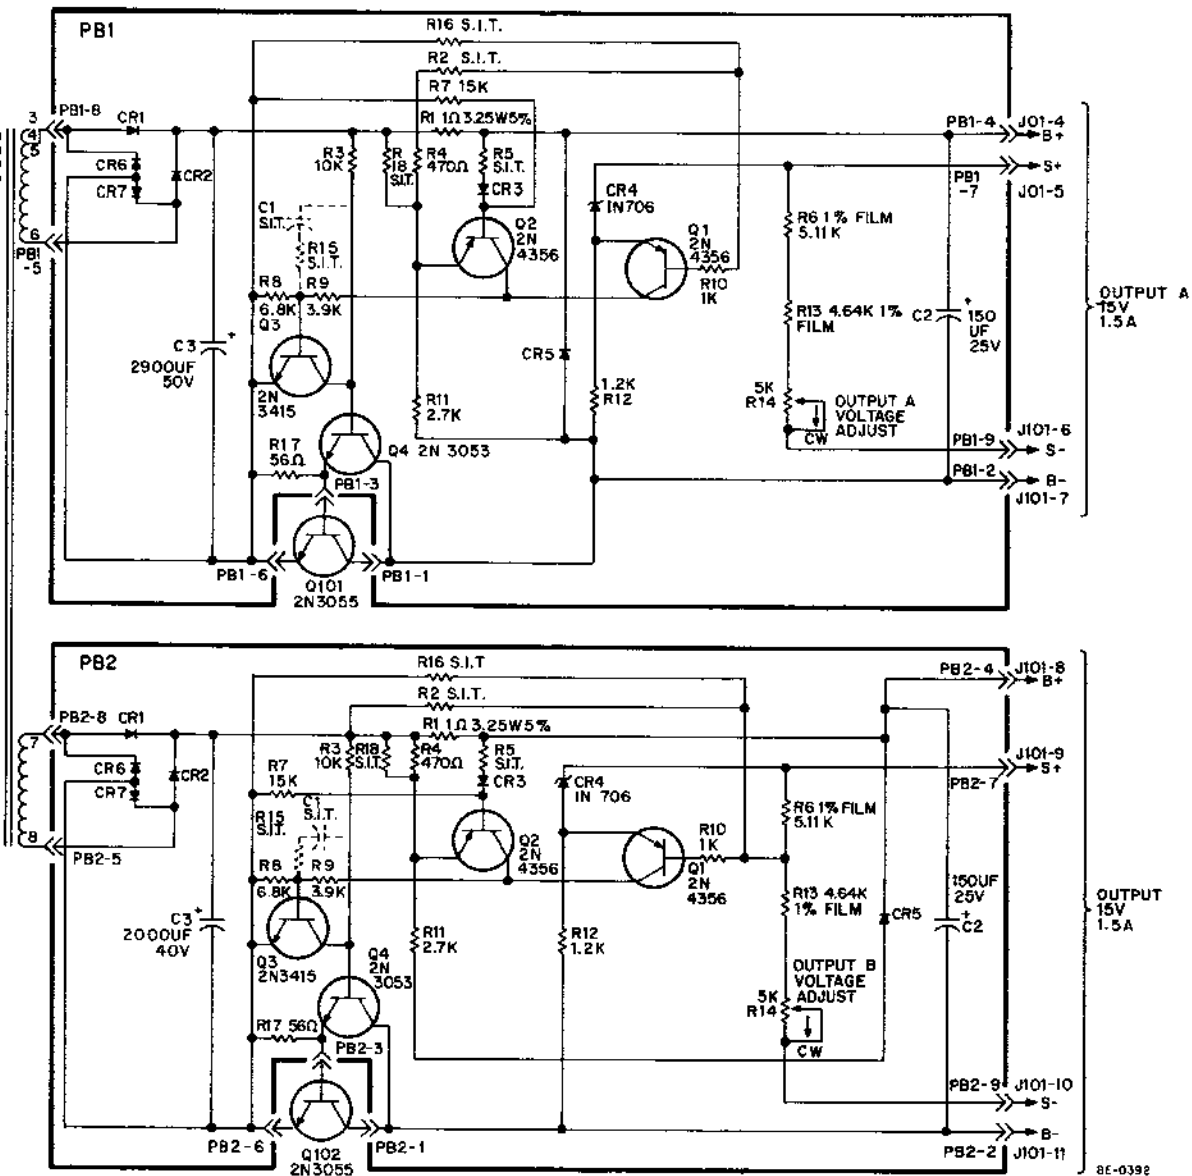 PB1
R16 S.I.T.
R2 S.I.T.
R7 15K
R1 1Ω 3.25W5%
3
PB1-8
CR1
4
5
CR6
CR7
CR2
6
PB1
-5
R3
10K
R
18
S.I.T.
R4
470Ω
R5
S.I.T.
CR3
C1
S.I.T.
R15
S.I.T.
Q2
2N
4356
CR4
IN706
Q1
2N
4356
R10
1K
R8
6.8K
R9
3.9K
Q3
2N
3415
C3
+
2900UF
50V
R11
2.7K
CR5
1.2K
R12
R17
56Ω
Q4 2N 3053
PB1-3
PB1-6
PB1-1
Q101
2N3055
R6 1% FILM
5.11 K
R13 4.64K 1%
FILM
5K
R14
OUTPUT A
VOLTAGE
ADJUST
CW
C2
+
150
UF
25V
PB1-4
J01-4
B+
S+
PB1
-7
J01-5
J101-6
PB1-9
S-
PB1-2
B-
J101-7
OUTPUT A
15V
1.5A
PB2
R16 S.I.T
R2 S.I.T.
R1 1Ω 3.25W5%
PB2-8
CR1
7
CR6
CR7
CR2
8
PB2-5
R3
10K
R18
S.I.T.
R4
470Ω
R5
S.I.T.
CR3
R7
15K
R15
S.I.T.
C1
S.I.T.
Q2
2N
4356
CR4
IN 706
R10
1K
Q1
2N
4356
R8
6.8K
R9
3.9K
C3
+
2000UF
40V
Q3
2N3415
Q4
2N
3053
R11
2.7K
R12
1.2K
R17 56Ω
PB2-3
PB2-6
PB2-1
Q102
2N3055
R6 1% FILM
5.11 K
R13 4.64K
1% FILM
OUTPUT B
VOLTAGE
ADJUST
5K
R14
CW
CR5
150UF
25V
+
C2
PB2-4
J101-8
B+
J101-9
S+
PB2-7
PB2-9
J101-10
S-
B-
PB2-2
J101-11
OUTPUT
15V
1.5A
8E-0392